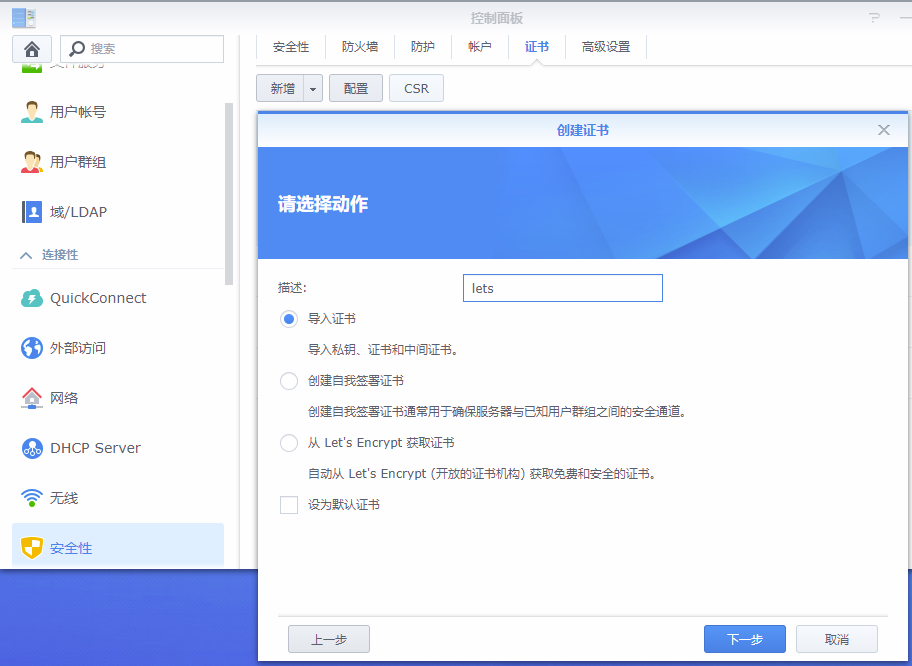 控制面板
搜索
用户帐号
用户群组
域/LDAP
连接性
QuickConnect
外部访问
网络
DHCP Server
无线
安全性
安全性 防火墙 防护 帐户 证书 高级设置
新增 配置 CSR
创建证书
请选择动作
描述: lets
导入证书
导入私钥、证书和中间证书。
创建自我签署证书
创建自我签署证书通常用于确保服务器与已知用户群组之间的安全通道。
从 Let's Encrypt 获取证书
自动从 Let's Encrypt (开放的证书机构) 获取免费和安全的证书。
设为默认证书
上一步 下一步 取消